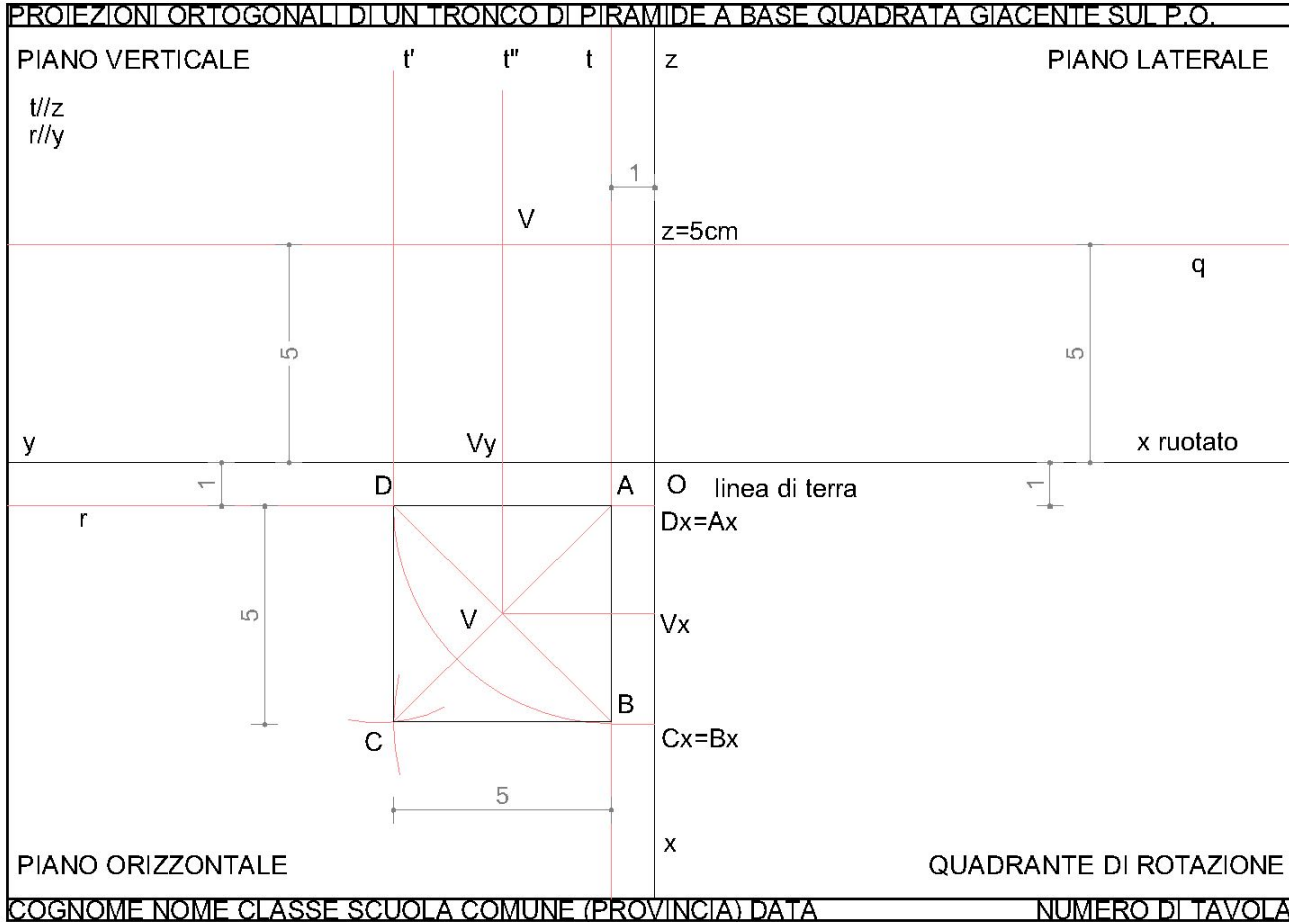 PROIEZIONI ORTOGONALI DI UN TRONCO DI PIRAMIDE A BASE QUADRATA GIACENTE SUL P.O.
PIANO VERTICALE t' t" t z PIANO LATERALE
t//z
r//y
1
V
z=5cm
q
5 5
y Vy x ruotato
1 D A O linea di terra 1
r Dx=Ax
5 V Vx
B
C Cx=Bx
5
x
PIANO ORIZZONTALE QUADRANTE DI ROTAZIONE
COGNOME NOME CLASSE SCUOLA COMUNE (PROVINCIA) DATA NUMERO DI TAVOLA